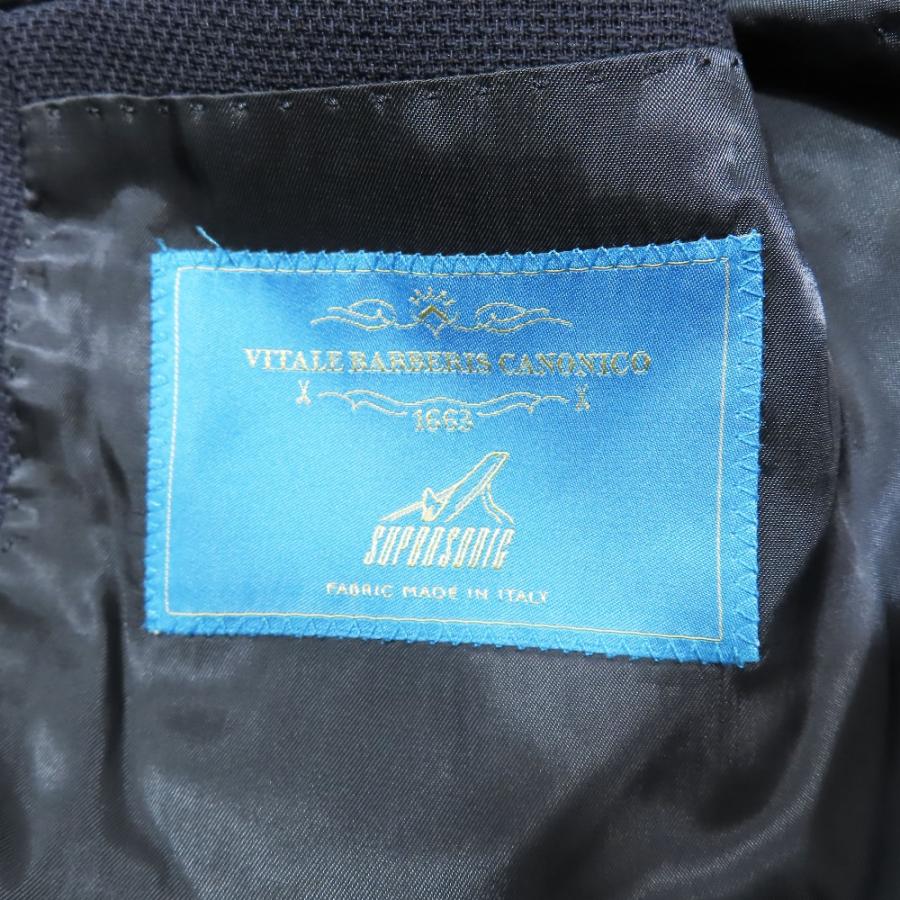 VITALE BARBERIS CANONICO
1663
SUPERSONIC
FABRIC MADE IN ITALY